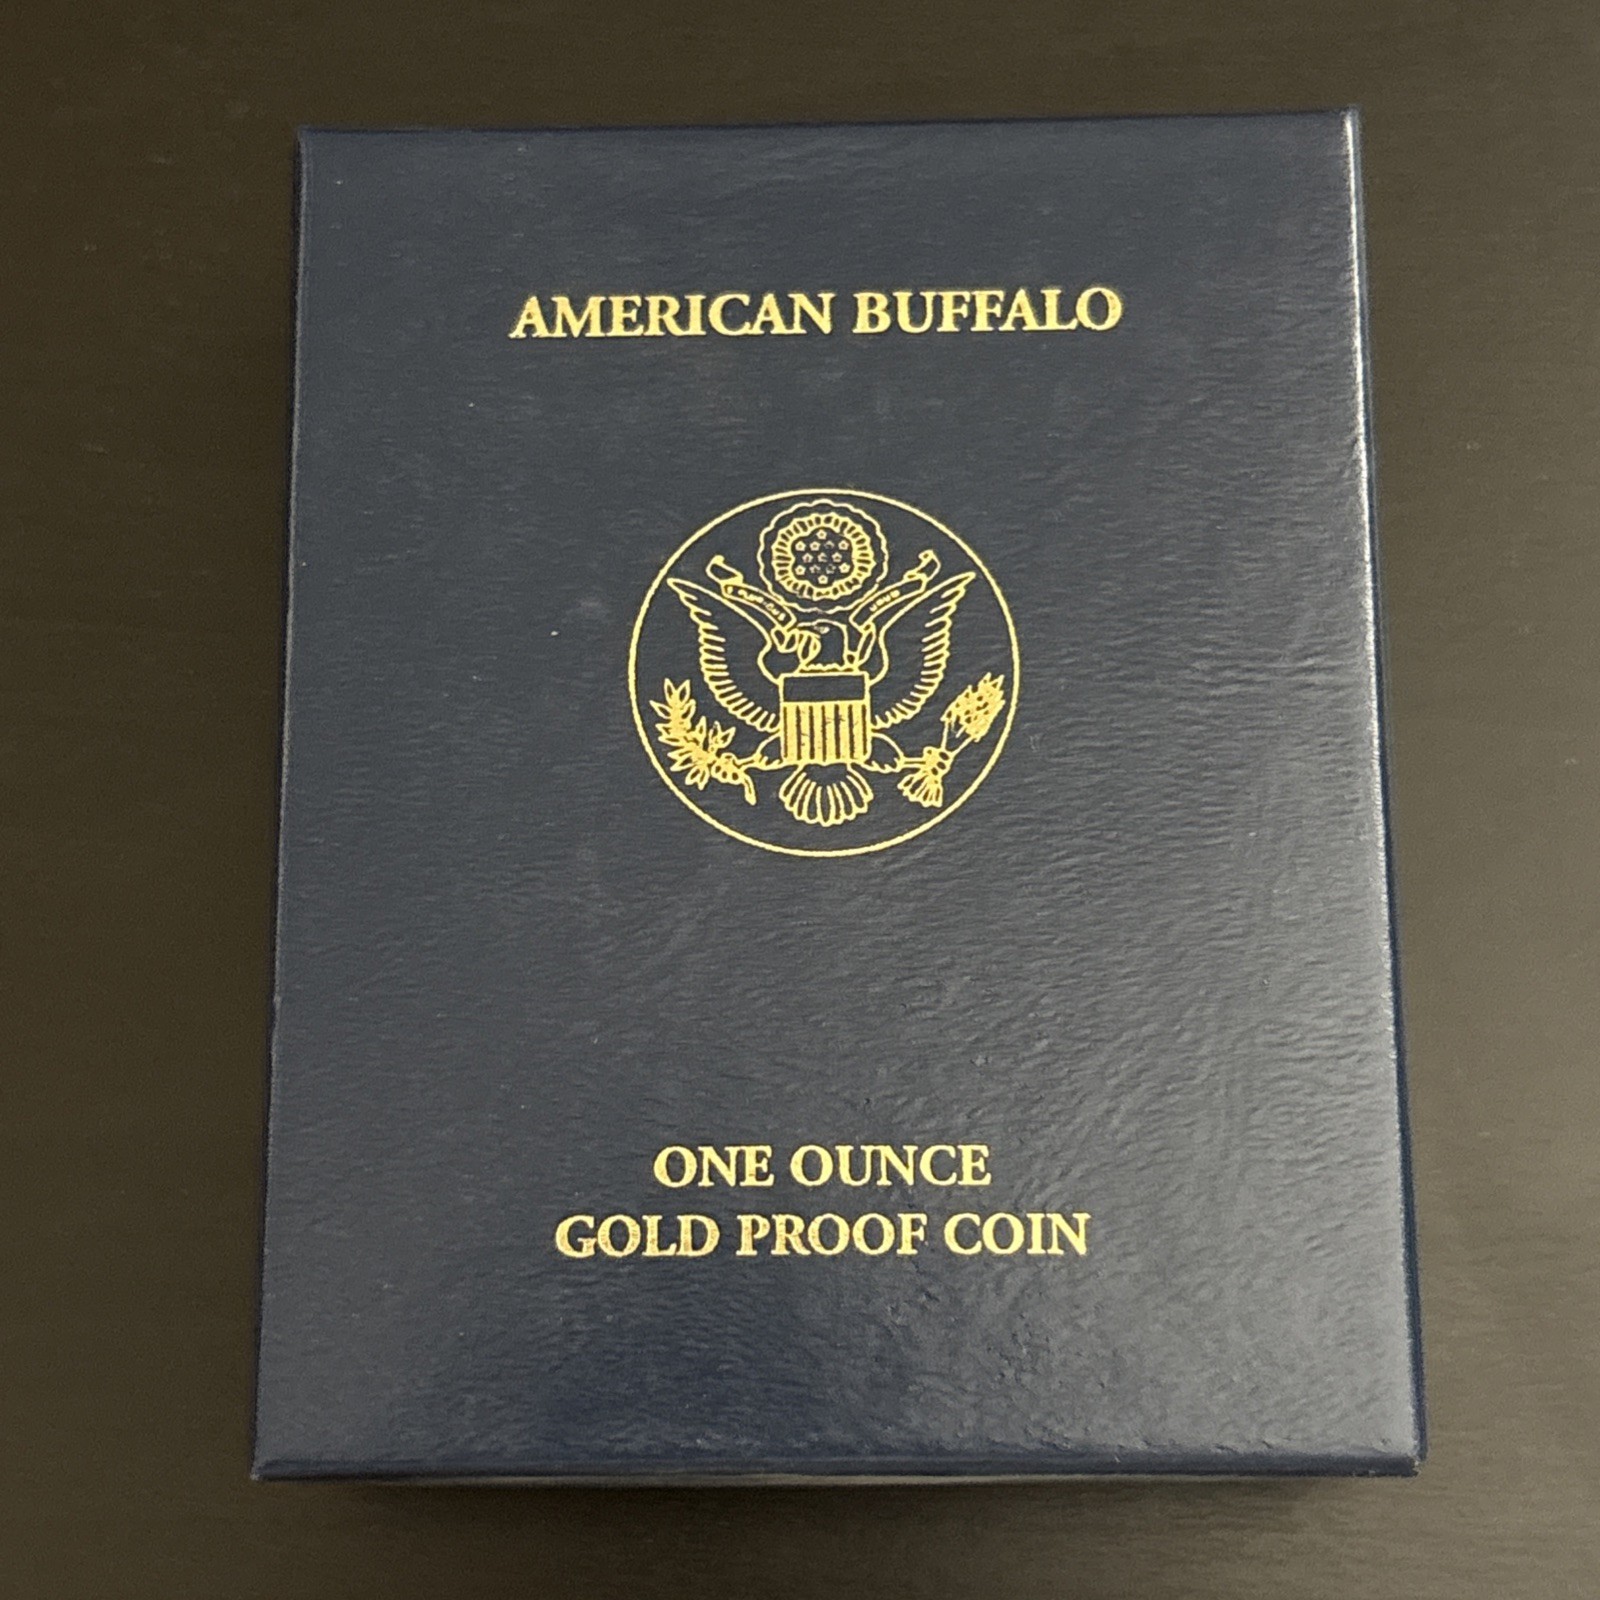 AMERICAN BUFFALO
ONE OUNCE
GOLD PROOF COIN